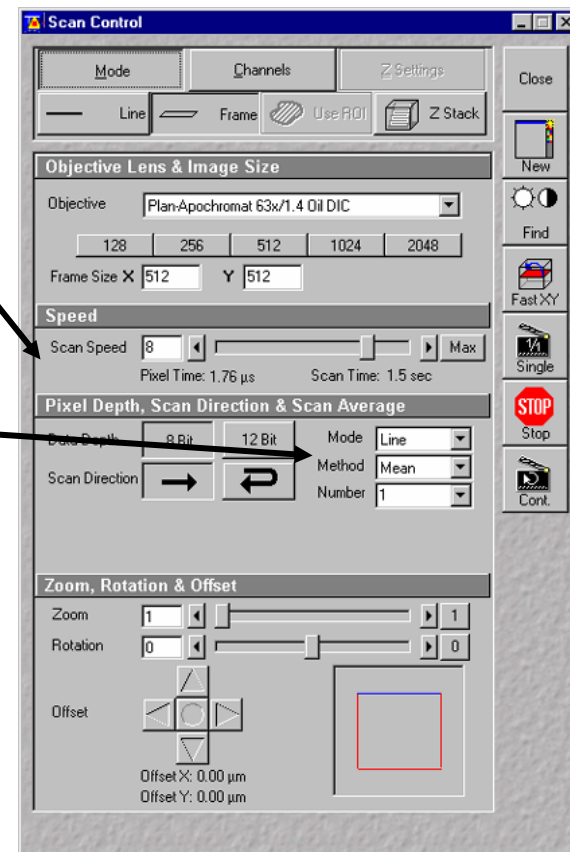 Scan Control
Mode Channels Z Settings
Close
Line Frame Use ROI Z Stack
New
Objective Lens & Image Size
Objective Plan-Apochromat 63x/1.4 Oil DIC
Find
128 256 512 1024 2048
Frame Size X 512 Y 512
Fast XY
Speed
Scan Speed 8 Max
1/1
Single
Pixel Time: 1.76 µs Scan Time: 1.5 sec
Pixel Depth, Scan Direction & Scan Average
STOP
Stop
Data Depth 8 Bit 12 Bit Mode Line
Scan Direction Method Mean
Number 1
Cont.
Zoom, Rotation & Offset
Zoom 1 1
Rotation 0 0
Offset
Offset X: 0.00 µm
Offset Y: 0.00 µm